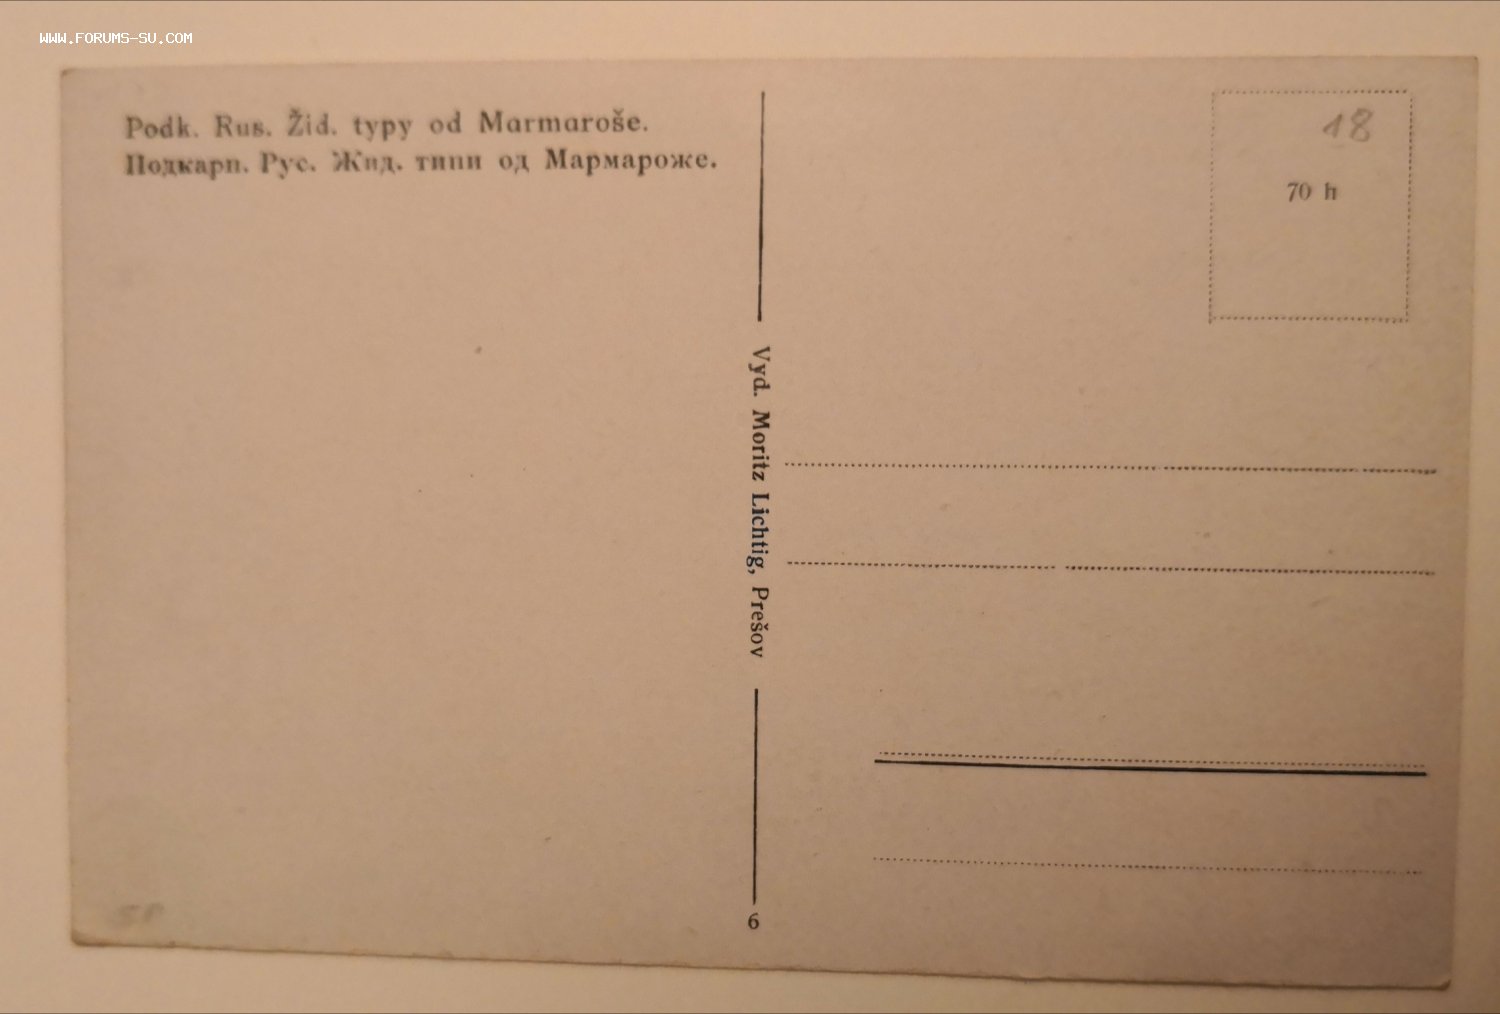 WWW.FORUMS-SU.COM
Podk. Rus. Žid. typy od Marmaroše.
Подкарп. Рус. Жид. типи од Мармароже.
18
70 h
Vyd. Moritz Lichtig, Prešov
6